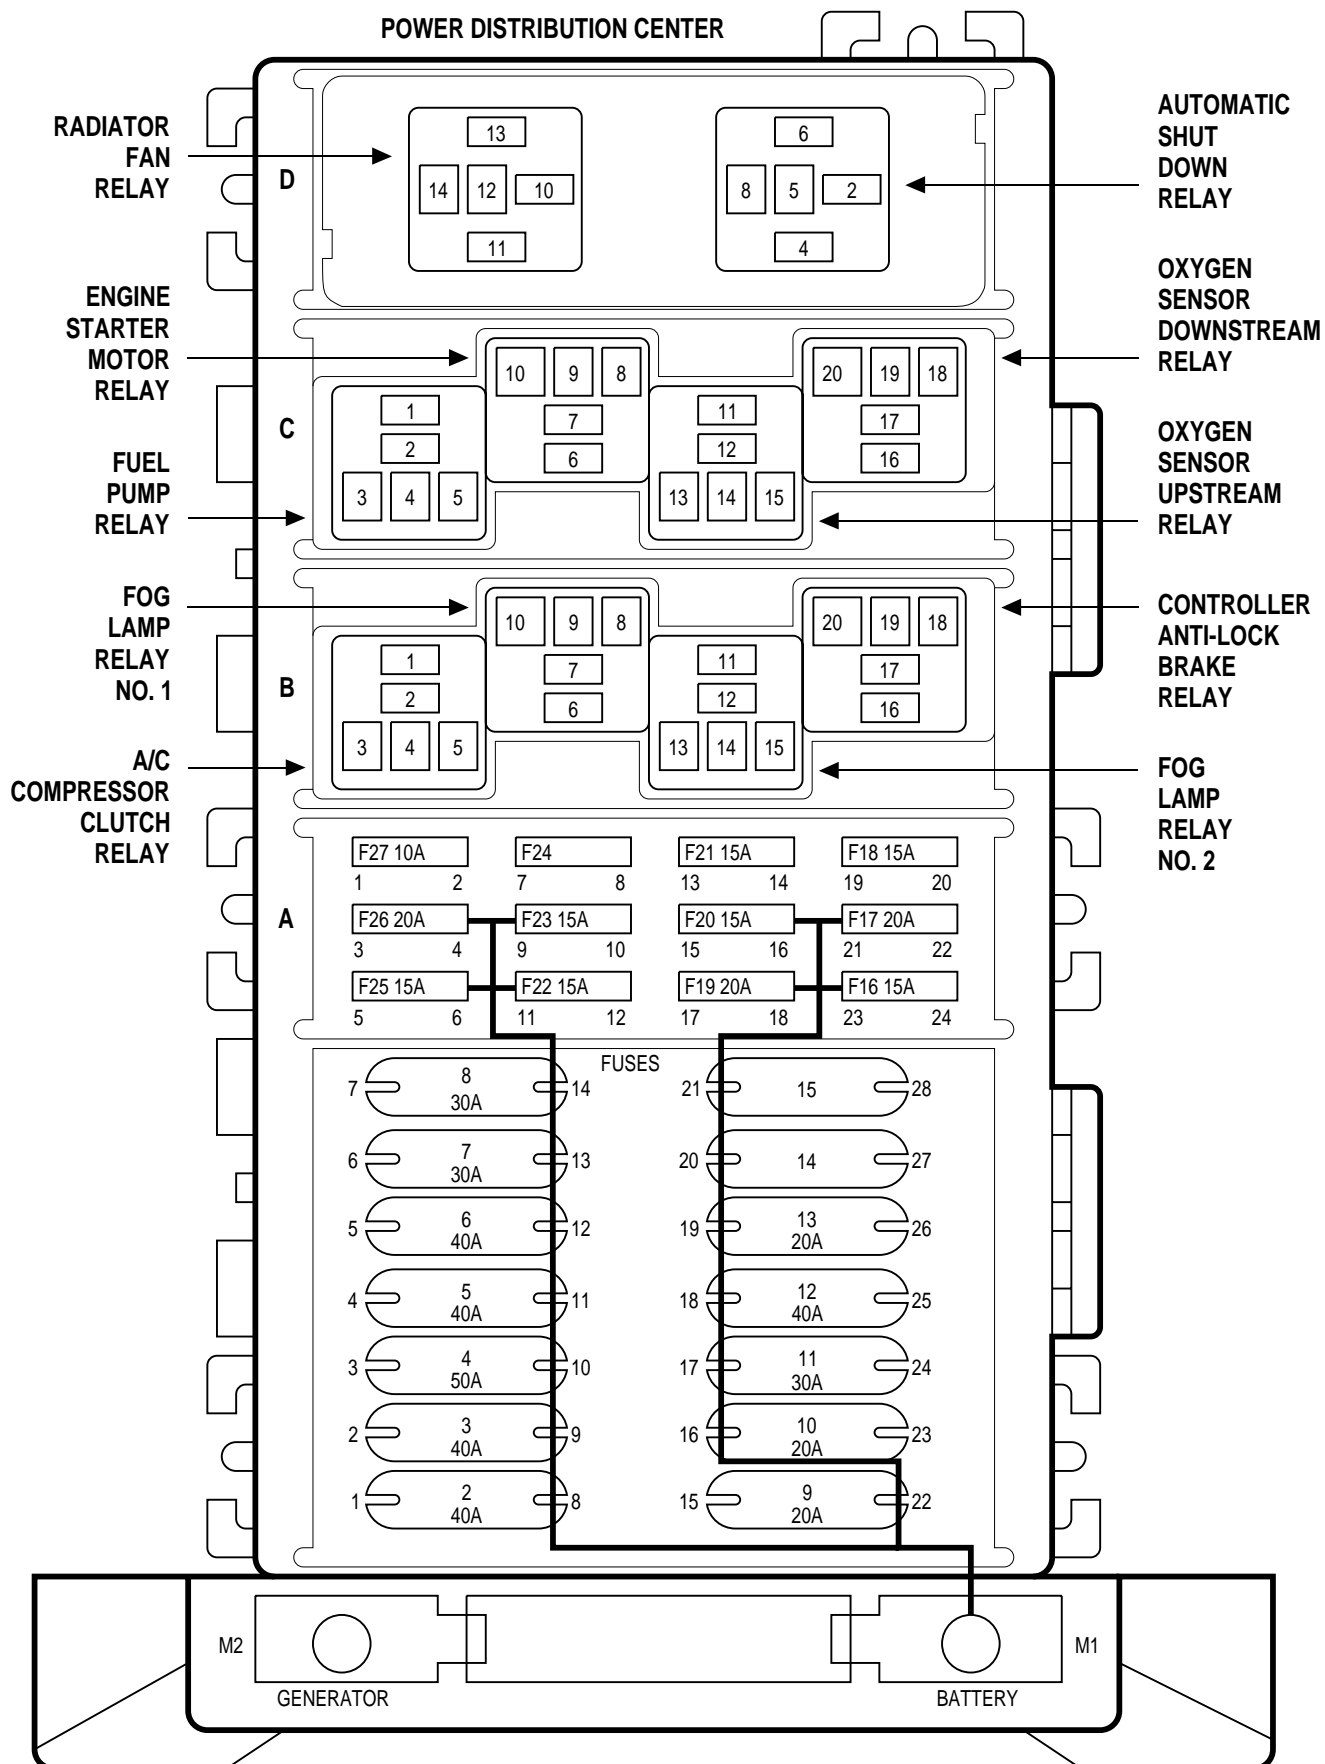 POWER DISTRIBUTION CENTER
RADIATOR
FAN
RELAY
ENGINE
STARTER
MOTOR
RELAY
FUEL
PUMP
RELAY
FOG
LAMP
RELAY
NO. 1
A/C
COMPRESSOR
CLUTCH
RELAY
AUTOMATIC
SHUT
DOWN
RELAY
OXYGEN
SENSOR
DOWNSTREAM
RELAY
OXYGEN
SENSOR
UPSTREAM
RELAY
CONTROLLER
ANTI-LOCK
BRAKE
RELAY
FOG
LAMP
RELAY
NO. 2
D
13
14 12 10
11
6
8 5 2
4
C
1
2
3 4 5
10 9 8
7
6
11
12
13 14 15
20 19 18
17
16
B
1
2
3 4 5
10 9 8
7
6
11
12
13 14 15
20 19 18
17
16
A
F27 10A F24 F21 15A F18 15A
1 2 7 8 13 14 19 20
F26 20A F23 15A F20 15A F17 20A
3 4 9 10 15 16 21 22
F25 15A F22 15A F19 20A F16 15A
5 6 11 12 17 18 23 24
FUSES
7 8 30A 14 21 15 28
6 7 30A 13 20 14 27
5 6 40A 12 19 13 20A 26
4 5 40A 11 18 12 40A 25
3 4 50A 10 17 11 30A 24
2 3 40A 9 16 10 20A 23
1 2 40A 8 15 9 20A 22
M2 M1
GENERATOR BATTERY